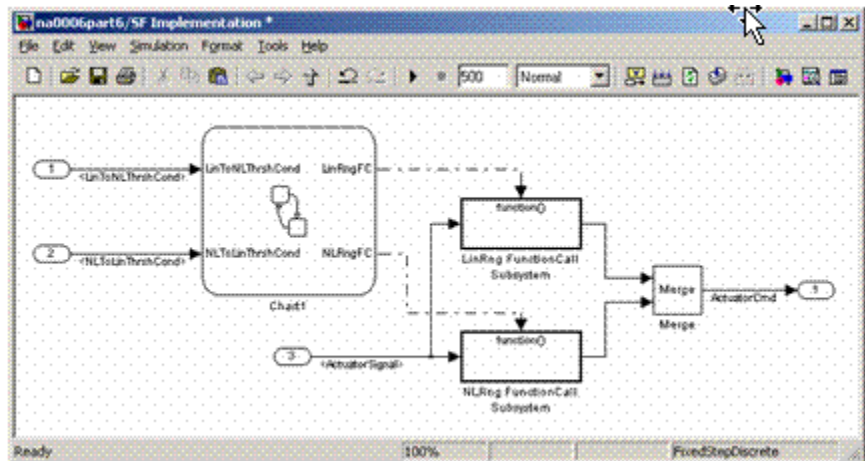 na0006part6/SF Implementation *
File Edit View Simulation Format Tools Help
500 Normal
1
<LinToNLThrshCond>
LinToNLThrshCond
LinRngFC
function()
LinRng FunctionCall
Subsystem
2
<NLToLinThrshCond>
NLToLinThrshCond
NLRngFC
Chart1
Merge
Merge
ActuatorCmd
1
3
<ActuatorSignal>
function()
NLRng FunctionCall
Subsystem
Ready 100% FixedStepDiscrete